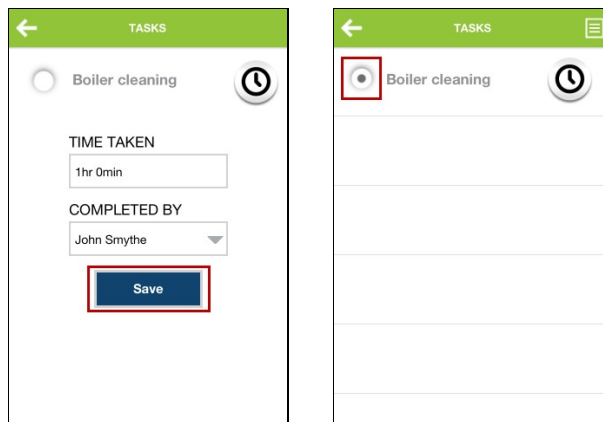 TASKS
Boiler cleaning
TIME TAKEN
1hr 0min
COMPLETED BY
John Smythe
Save
TASKS
Boiler cleaning